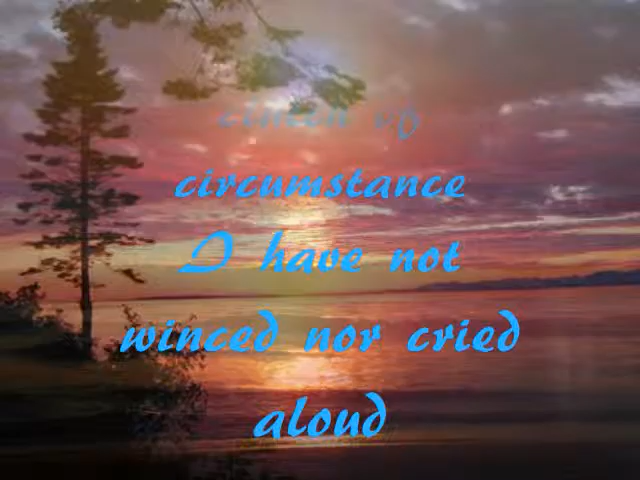 circumstance
I have not
winced nor cried
aloud